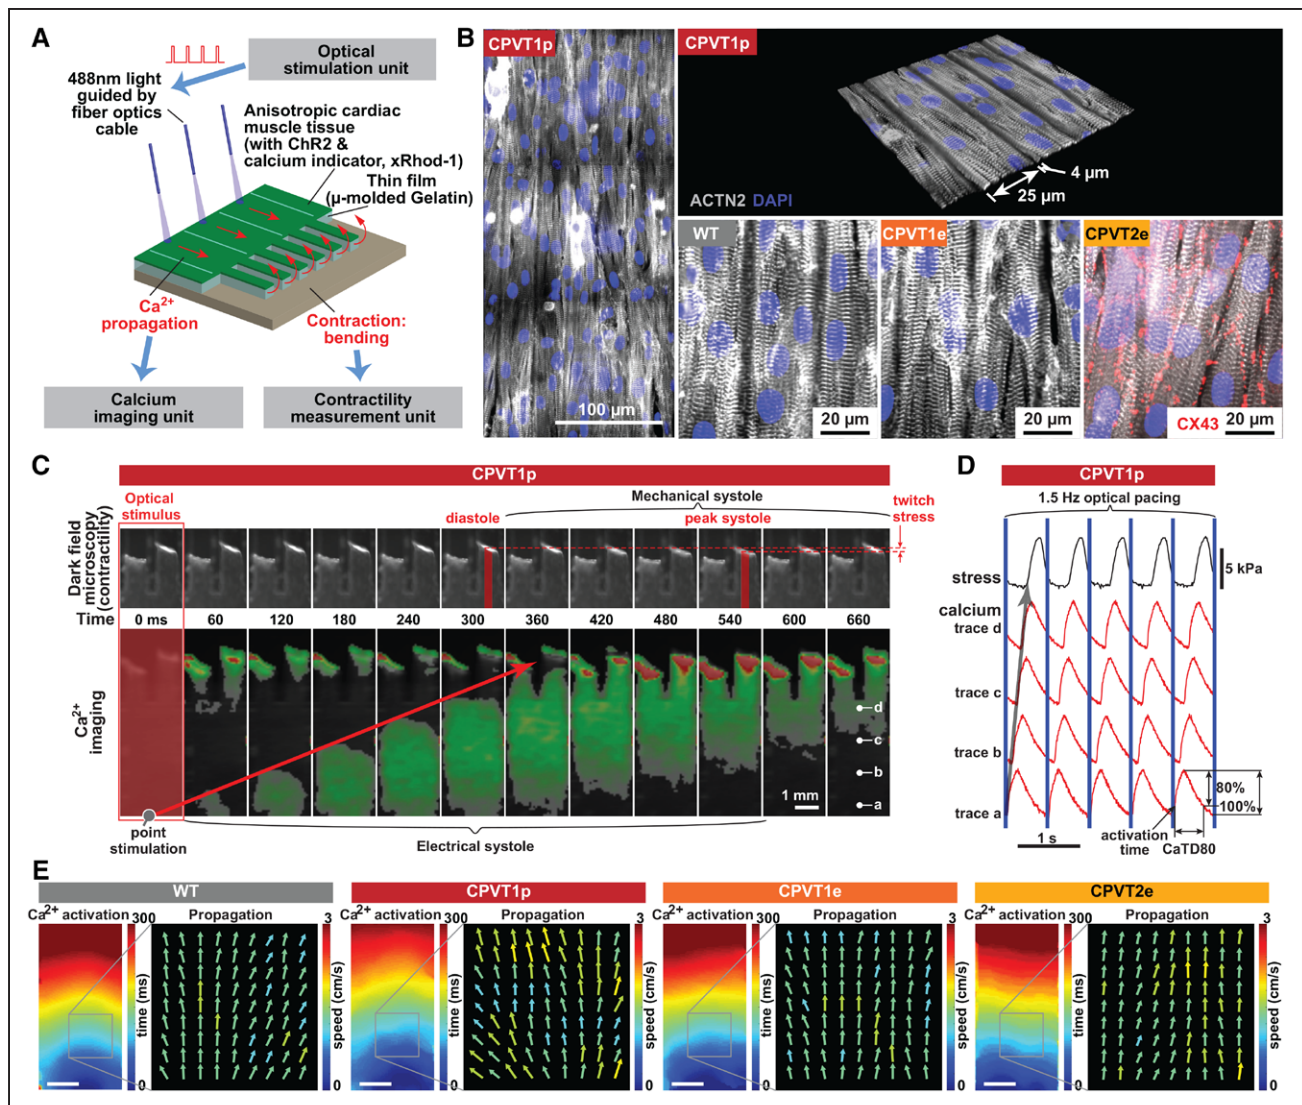 A
Optical
stimulation unit
488nm light
guided by
fiber optics
cable
Anisotropic cardiac
muscle tissue
(with ChR2 &
calcium indicator, xRhod-1)
Thin film
(µ-molded Gelatin)
Ca2+
propagation
Contraction:
bending
Calcium
imaging unit
Contractility
measurement unit
B
CPVT1p
100 µm
CPVT1p
ACTN2 DAPI
4 µm
25 µm
WT
20 µm
CPVT1e
20 µm
CPVT2e
CX43
20 µm
C
CPVT1p
Optical
stimulus
Mechanical systole
diastole
peak systole
twitch
stress
Dark field
microscopy
(contractility)
Time
0 ms
60
120
180
240
300
360
420
480
540
600
660
Ca2+
imaging
d
c
b
a
1 mm
point
stimulation
Electrical systole
D
CPVT1p
1.5 Hz optical pacing
stress
5 kPa
calcium
trace d
trace c
trace b
trace a
80%
100%
activation
time
CaTD80
1 s
E
WT
Ca2+ activation
300
Propagation
3
time (ms)
speed (cm/s)
0
0
CPVT1p
Ca2+ activation
300
Propagation
3
time (ms)
speed (cm/s)
0
0
CPVT1e
Ca2+ activation
300
Propagation
3
time (ms)
speed (cm/s)
0
0
CPVT2e
Ca2+ activation
300
Propagation
3
time (ms)
speed (cm/s)
0
0